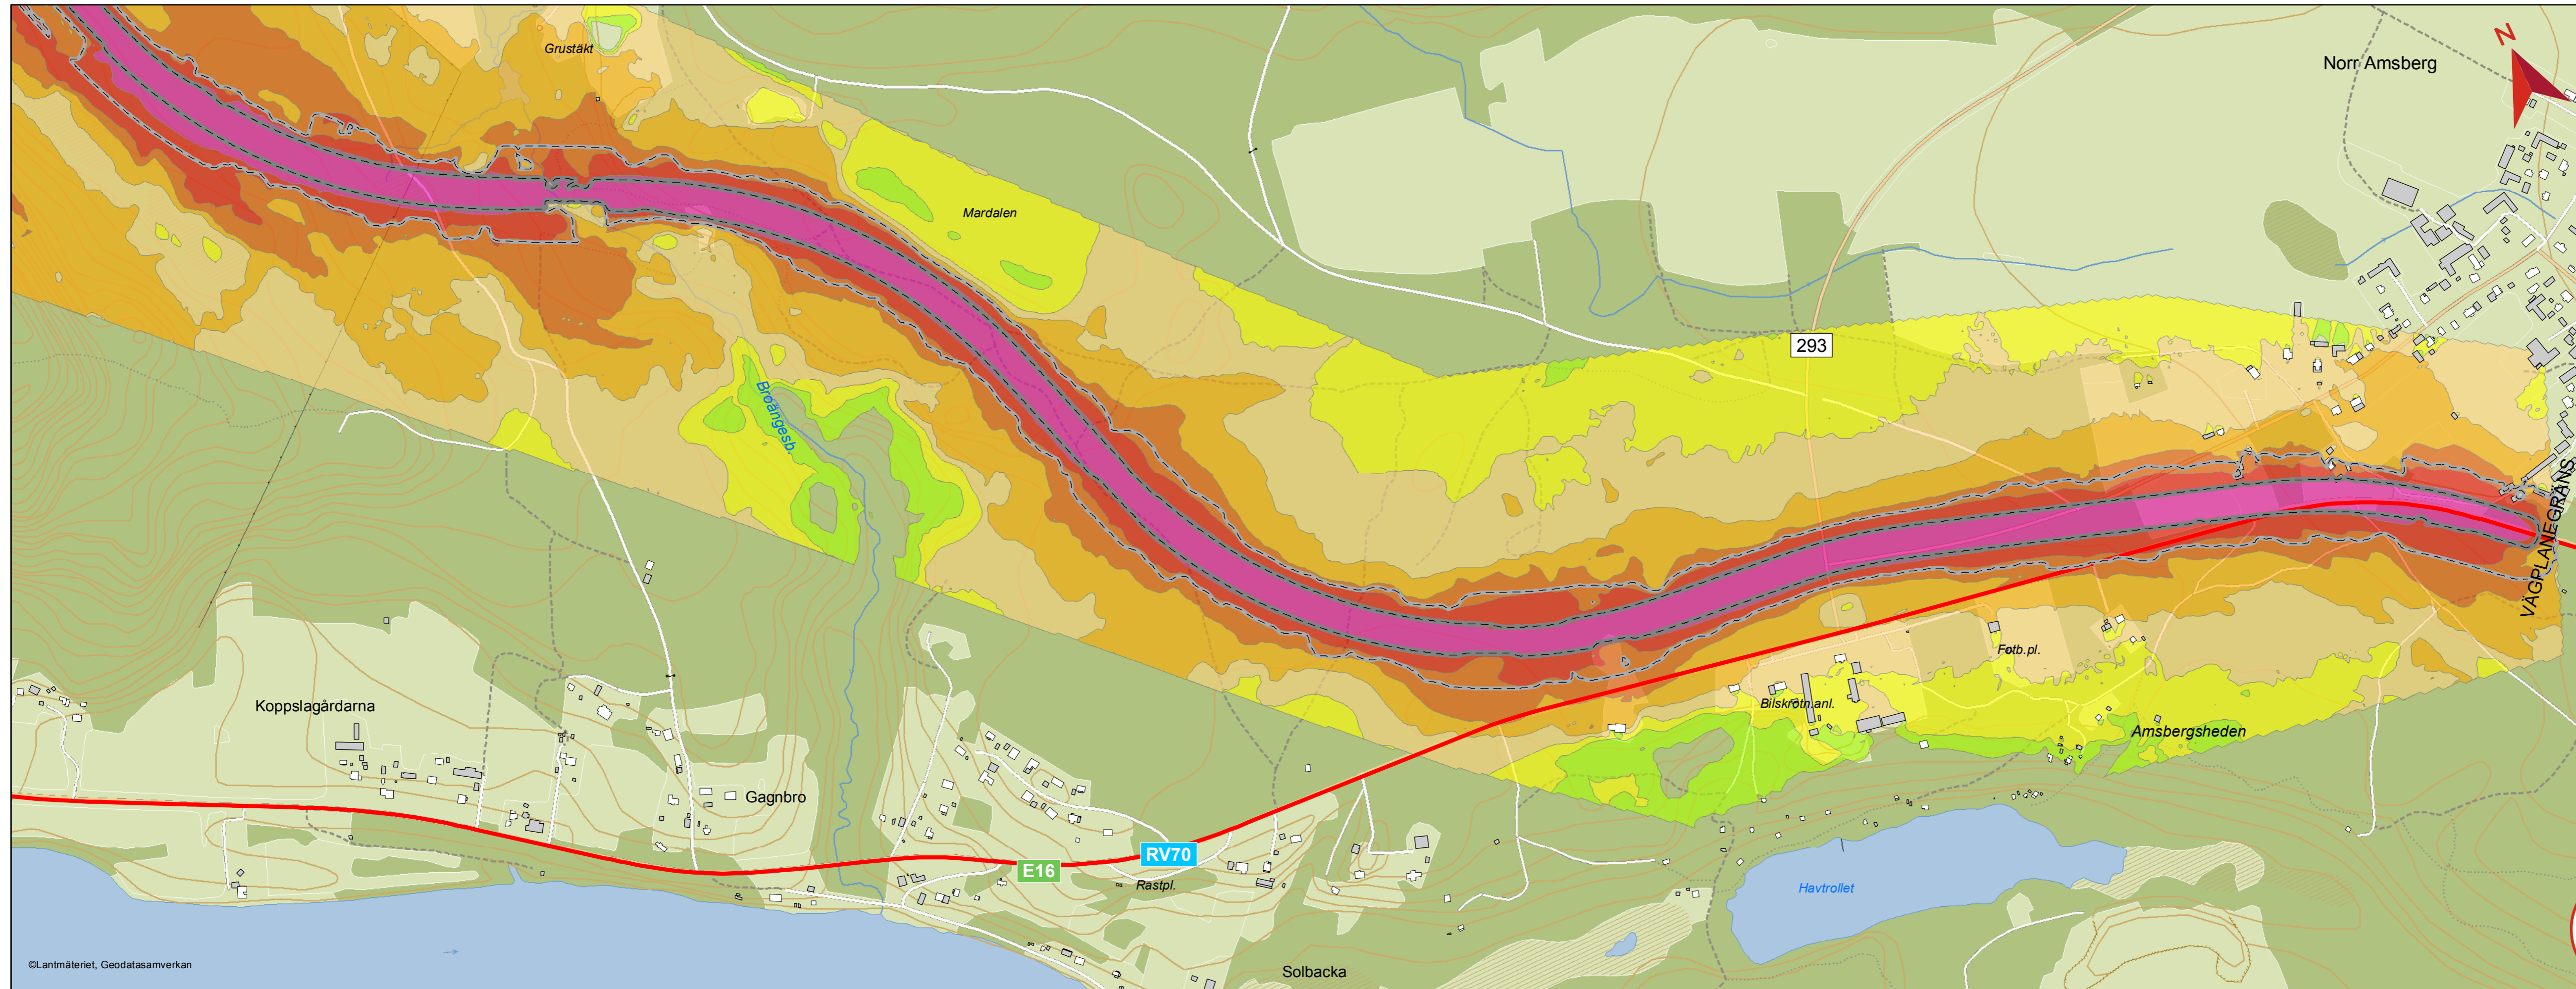 Grustäkt
N
Norr Amsberg
Mardalen
293
Broängesb.
VÄGPLANEGRÄNS
Fotb.pl.
Bilskrotn.anl.
Amsbergsheden
Koppslagårdarna
Gagnbro
RV70
E16
Rastpl.
Havtrollet
©Lantmäteriet, Geodatasamverkan
Solbacka